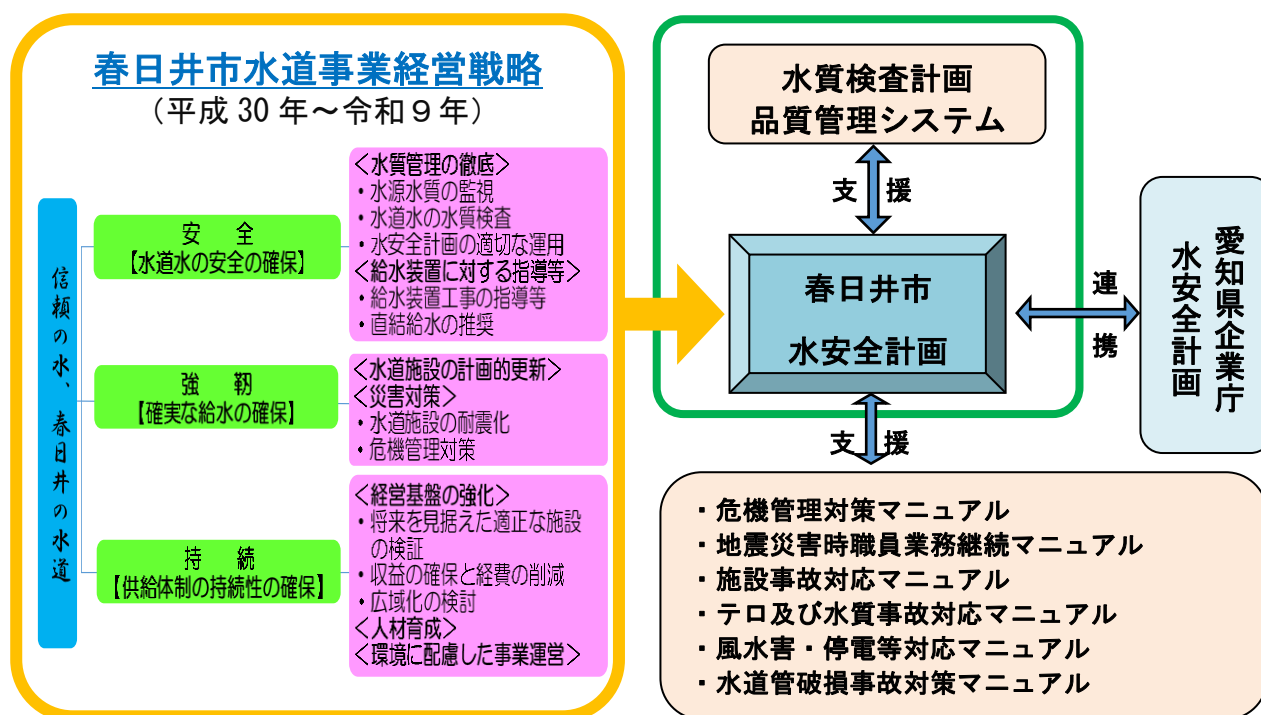 春日井市水道事業経営戦略
（平成30年～令和９年）
信頼の水、春日井の水道
安　全
【水道水の安全の確保】
＜水質管理の徹底＞
・水源水質の監視
・水道水の水質検査
・水安全計画の適切な運用
＜給水装置に対する指導等＞
・給水装置工事の指導等
・直結給水の推奨
強　靭
【確実な給水の確保】
＜水道施設の計画的更新＞
＜災害対策＞
・水道施設の耐震化
・危機管理対策
持　続
【供給体制の持続性の確保】
＜経営基盤の強化＞
・将来を見据えた適正な施設
の検証
・収益の確保と経費の削減
・広域化の検討
＜人材育成＞
＜環境に配慮した事業運営＞
水質検査計画
品質管理システム
支　援
春日井市
水安全計画
連　携
愛知県企業庁
水安全計画
支　援
・危機管理対策マニュアル
・地震災害時職員業務継続マニュアル
・施設事故対応マニュアル
・テロ及び水質事故対応マニュアル
・風水害・停電等対応マニュアル
・水道管破損事故対策マニュアル